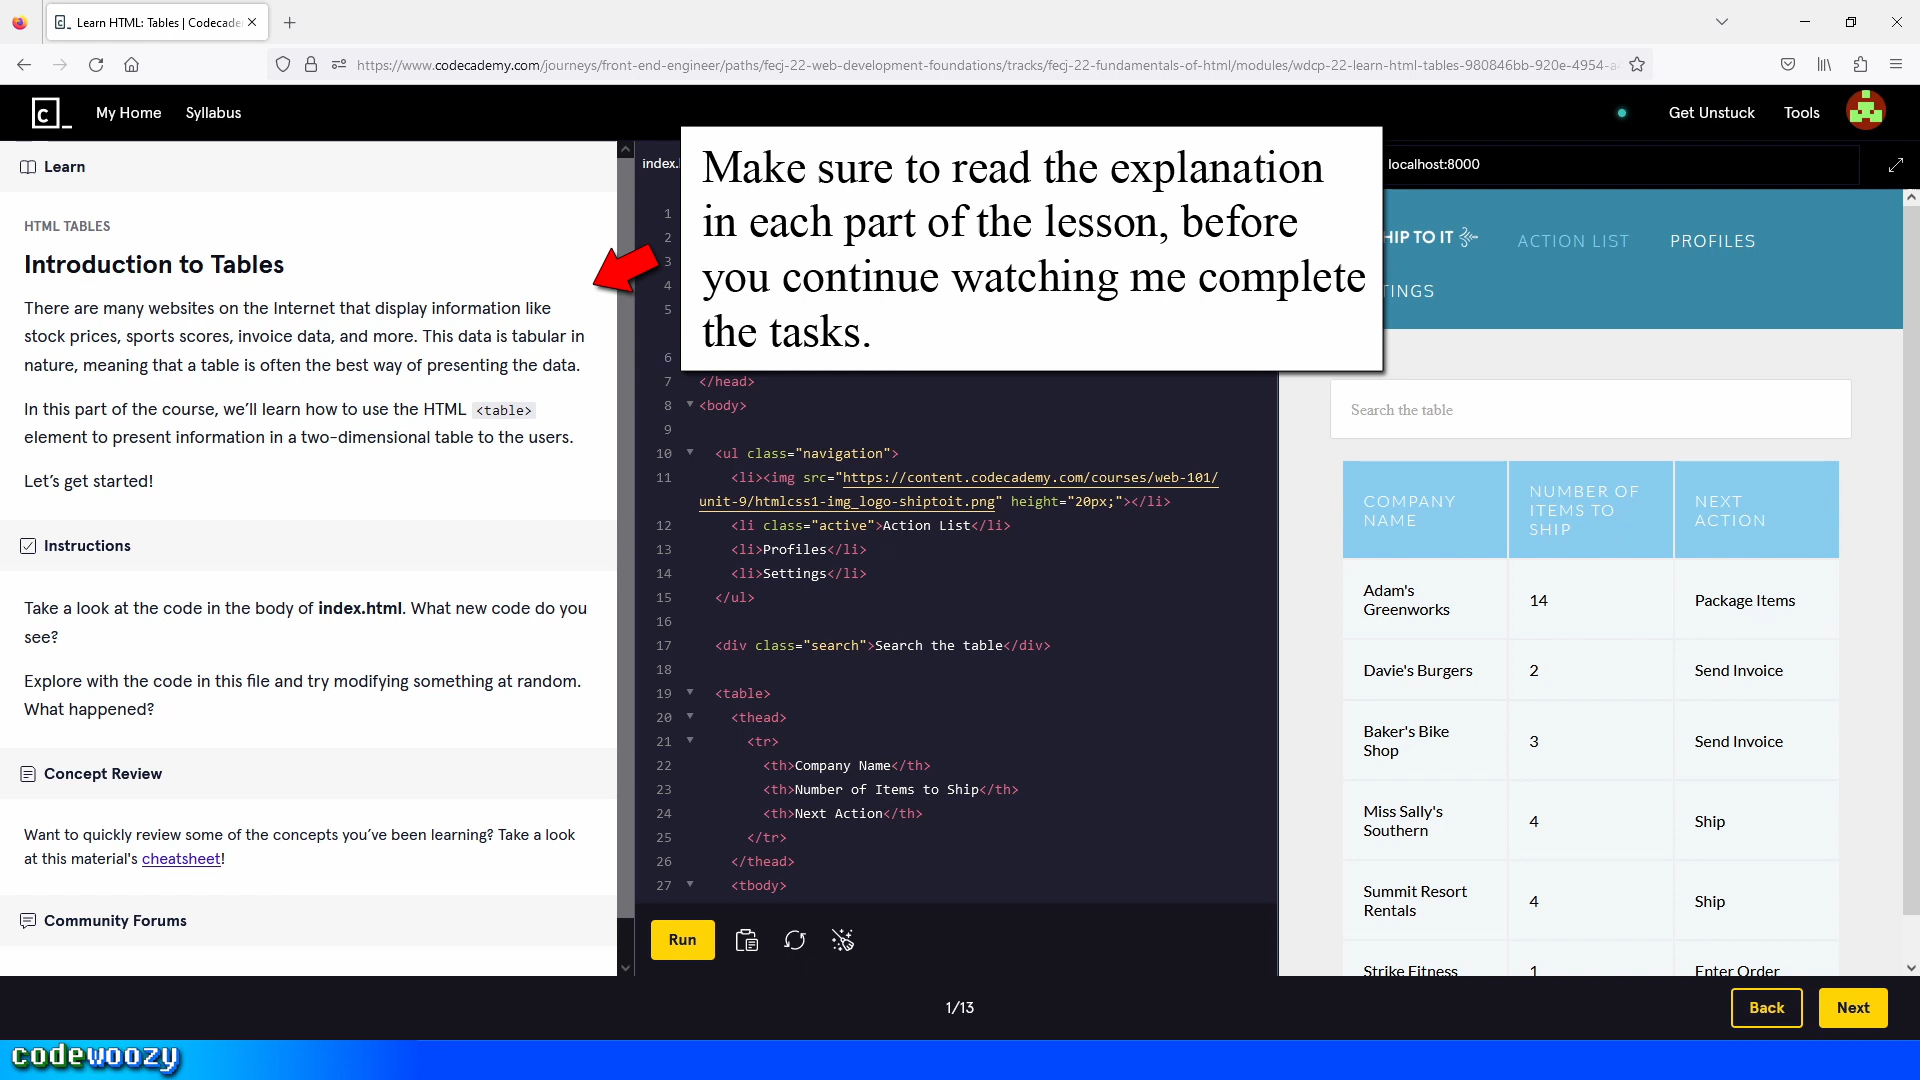 Learn HTML: Tables | Codecade
https://www.codecademy.com/journeys/front-end-engineer/paths/fecj-22-web-development-foundations/tracks/fecj-22-fundamentals-of-html/modules/wdcp-22-learn-html-tables-980846bb-920e-4954-a
c
My Home
Syllabus
Get Unstuck
Tools
Learn
HTML TABLES
Introduction to Tables
There are many websites on the Internet that display information like
stock prices, sports scores, invoice data, and more. This data is tabular in
nature, meaning that a table is often the best way of presenting the data.
In this part of the course, we’ll learn how to use the HTML <table>
element to present information in a two-dimensional table to the users.
Let’s get started!
Instructions
Take a look at the code in the body of index.html. What new code do you
see?
Explore with the code in this file and try modifying something at random.
What happened?
Concept Review
Want to quickly review some of the concepts you’ve been learning? Take a look
at this material's cheatsheet!
Community Forums
index.
Make sure to read the explanation
in each part of the lesson, before
you continue watching me complete
the tasks.
1
2
3
4
5
6
7 </head>
8 <body>
9
10 <ul class="navigation">
11 <li><img src="https://content.codecademy.com/courses/web-101/
unit-9/htmlcss1-img_logo-shiptoit.png" height="20px;"></li>
12 <li class="active">Action List</li>
13 <li>Profiles</li>
14 <li>Settings</li>
15 </ul>
16
17 <div class="search">Search the table</div>
18
19 <table>
20 <thead>
21 <tr>
22 <th>Company Name</th>
23 <th>Number of Items to Ship</th>
24 <th>Next Action</th>
25 </tr>
26 </thead>
27 <tbody>
Run
localhost:8000
HIP TO IT
ACTION LIST
PROFILES
TINGS
Search the table
COMPANY NAME
NUMBER OF ITEMS TO SHIP
NEXT ACTION
Adam's Greenworks 14 Package Items
Davie's Burgers 2 Send Invoice
Baker's Bike Shop 3 Send Invoice
Miss Sally's Southern 4 Ship
Summit Resort Rentals 4 Ship
Strike Fitness 1 Enter Order
1/13
Back
Next
codewoozy